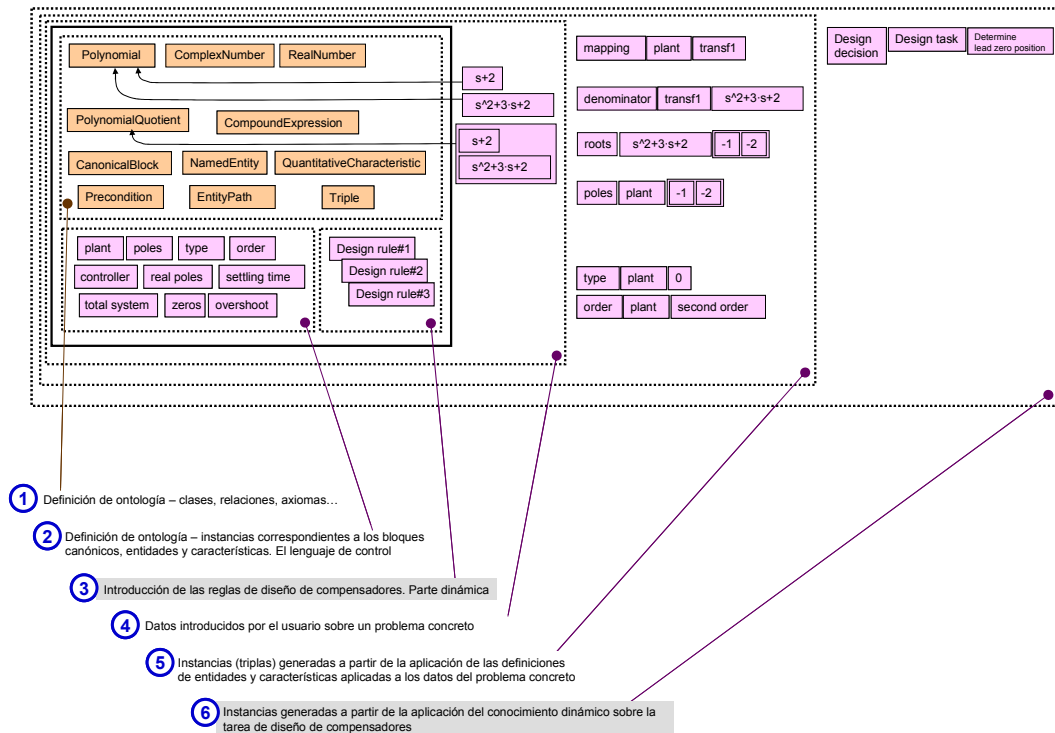 Polynomial
ComplexNumber
RealNumber
PolynomialQuotient
CompoundExpression
CanonicalBlock
NamedEntity
QuantitativeCharacteristic
Precondition
EntityPath
Triple
plant
poles
type
order
controller
real poles
settling time
total system
zeros
overshoot
Design rule#1
Design rule#2
Design rule#3
s+2
s^2+3·s+2
s+2
s^2+3·s+2
mapping plant transf1
denominator transf1 s^2+3·s+2
roots s^2+3·s+2 -1 -2
poles plant -1 -2
type plant 0
order plant second order
Design
decision
Design task
Determine
lead zero position
1 Definición de ontología – clases, relaciones, axiomas…
2 Definición de ontología – instancias correspondientes a los bloques
canónicos, entidades y características. El lenguaje de control
3 Introducción de las reglas de diseño de compensadores. Parte dinámica
4 Datos introducidos por el usuario sobre un problema concreto
5 Instancias (triplas) generadas a partir de la aplicación de las definiciones
de entidades y características aplicadas a los datos del problema concreto
6 Instancias generadas a partir de la aplicación del conocimiento dinámico sobre la
tarea de diseño de compensadores